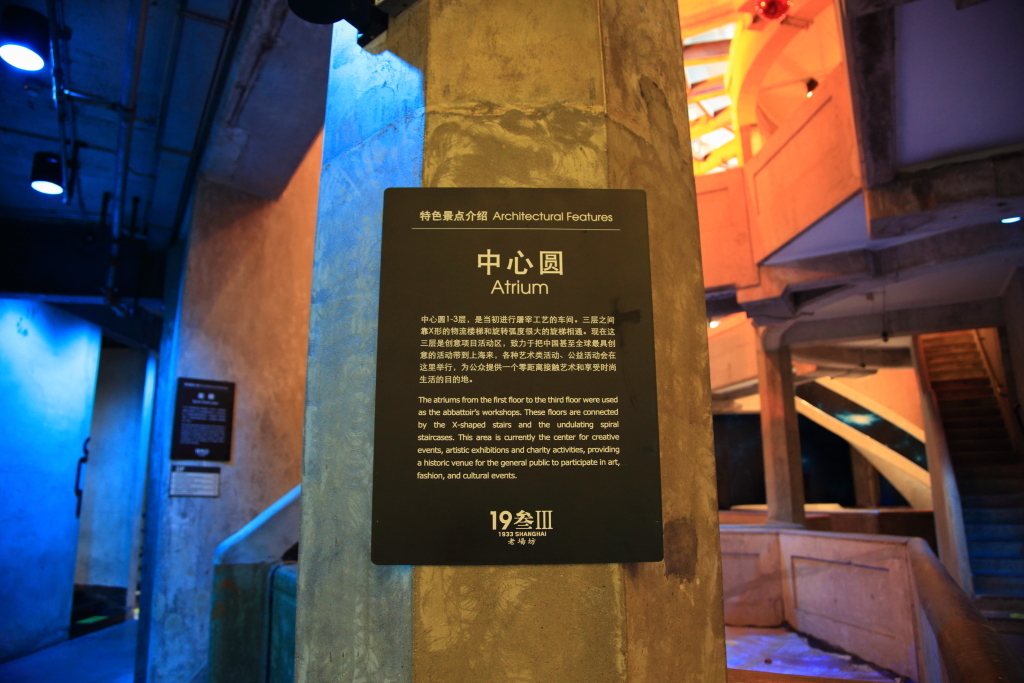 特色景点介绍 Architectural Features
中心圆
Atrium
中心圆1-3层，是当初进行屠宰工艺的车间。三层之间
靠X形的物流楼梯和旋转弧度很大的旋梯相通。现在这
三层是创意项目活动区，致力于把中国甚至全球最具创
意的活动带到上海来，各种艺术类活动、公益活动会在
这里举行，为公众提供一个零距离接触艺术和享受时尚
生活的目的地。
The atriums from the first floor to the third floor were used
as the abbattoir's workshops. These floors are connected
by the X-shaped stairs and the undulating spiral
staircases. This area is currently the center for creative
events, artistic exhibitions and charity activities, providing
a historic venue for the general public to participate in art,
fashion, and cultural events.
19叁III
1933 SHANGHAI
老場坊